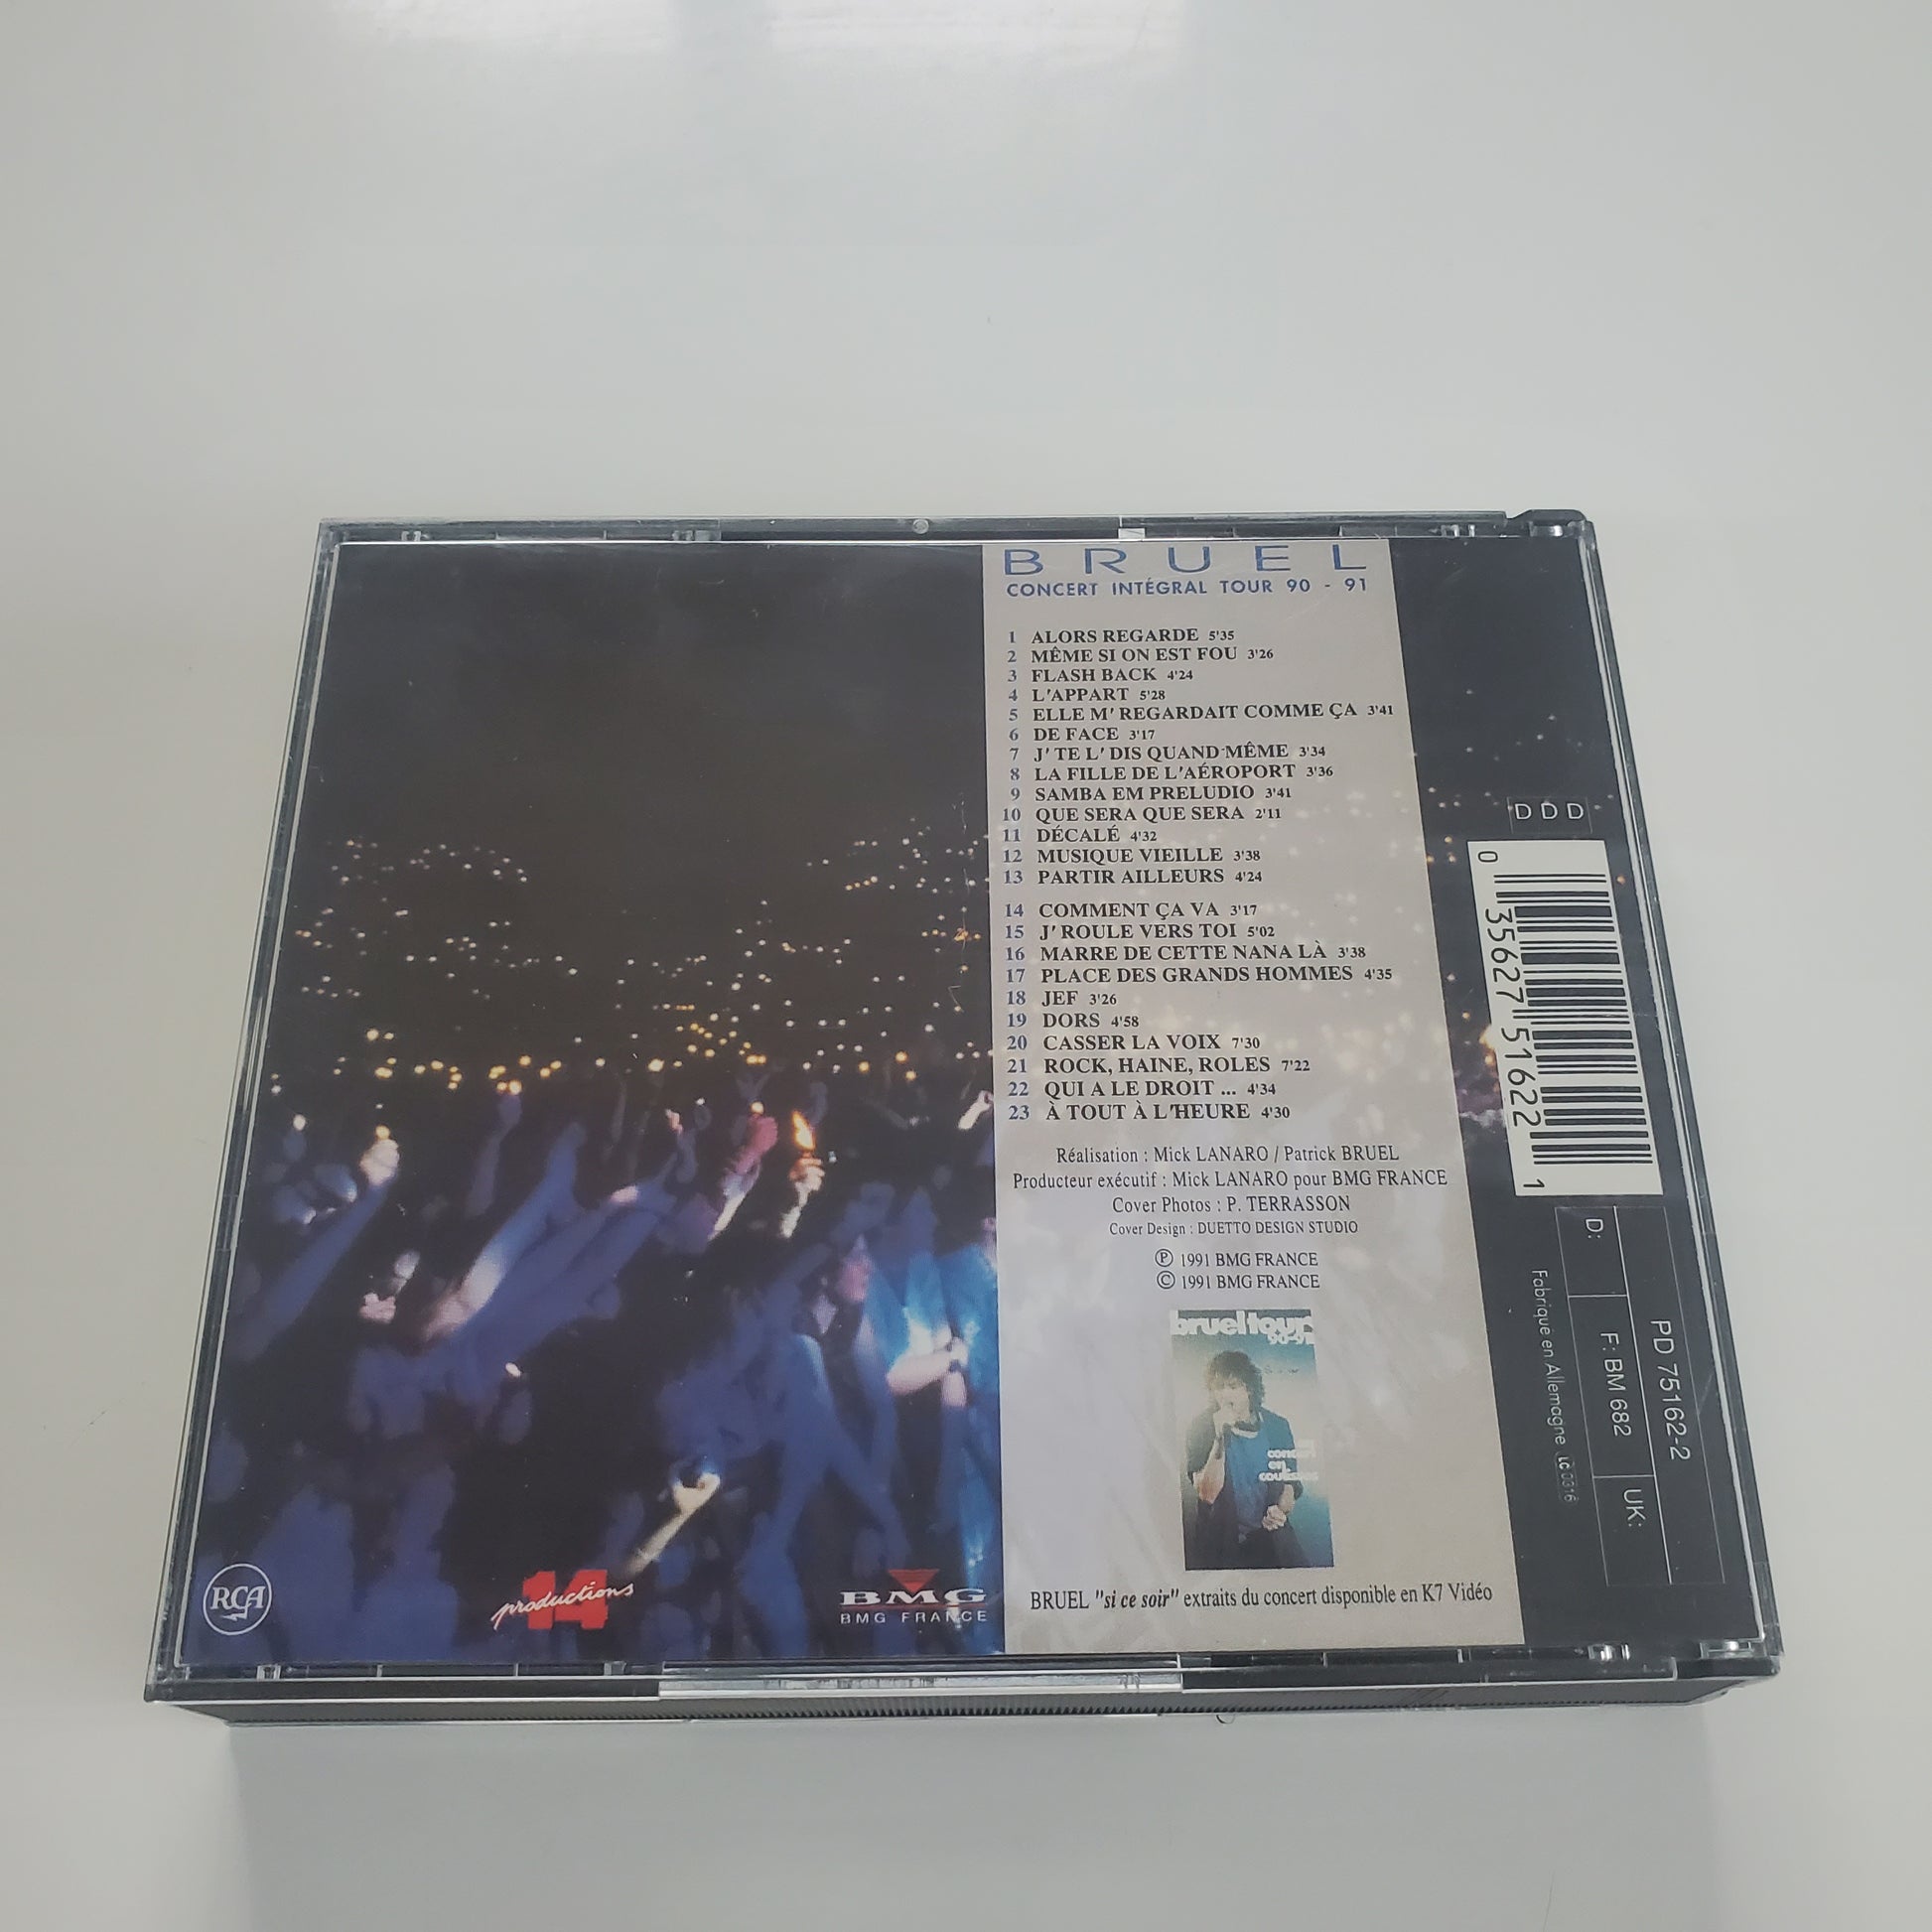 BRUEL
CONCERT INTÉGRAL TOUR 90 - 91
1 ALORS REGARDE 5'35
2 MÊME SI ON EST FOU 3'26
3 FLASH BACK 4'24
4 L'APPART 5'28
5 ELLE M' REGARDAIT COMME ÇA 3'41
6 DE FACE 3'17
7 J' TE L' DIS QUAND MÊME 3'34
8 LA FILLE DE L'AÉROPORT 3'36
9 SAMBA EM PRELUDIO 3'41
10 QUE SERA QUE SERA 2'11
11 DÉCALÉ 4'32
12 MUSIQUE VIEILLE 3'38
13 PARTIR AILLEURS 4'24
14 COMMENT ÇA VA 3'17
15 J' ROULE VERS TOI 5'02
16 MARRE DE CETTE NANA LÀ 3'38
17 PLACE DES GRANDS HOMMES 4'35
18 JEF 3'26
19 DORS 4'58
20 CASSER LA VOIX 7'30
21 ROCK, HAINE, ROLES 7'22
22 QUI A LE DROIT ... 4'34
23 À TOUT À L'HEURE 4'30
Réalisation : Mick LANARO / Patrick BRUEL
Producteur exécutif : Mick LANARO pour BMG FRANCE
Cover Photos : P. TERRASSON
Cover Design : DUETTO DESIGN STUDIO
℗ 1991 BMG FRANCE
© 1991 BMG FRANCE
brueltour
90-91
concert
en
coulisses
BRUEL "si ce soir" extraits du concert disponible en K7 Vidéo
RCA
14
productions
BMG
BMG FRANCE
DDD
0 35627 51622 1
PD 75162-2
D:
F: BM 682
UK:
Fabriqué en Allemagne LC 0316